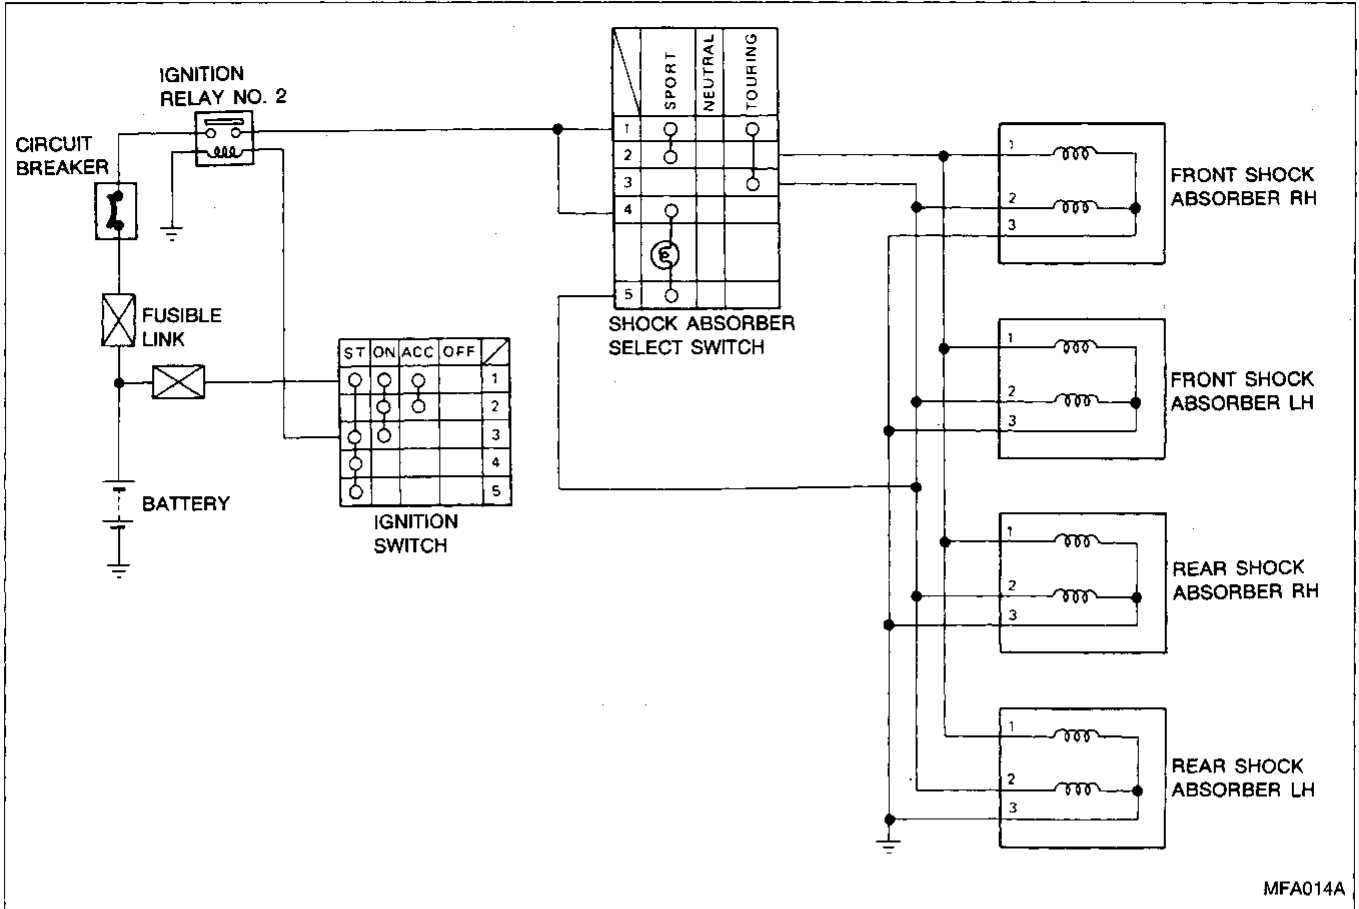 IGNITION
RELAY NO. 2
CIRCUIT
BREAKER
FUSIBLE
LINK
BATTERY
ST ON ACC OFF
1
2
3
4
5
IGNITION
SWITCH
SPORT
NEUTRAL
TOURING
1
2
3
4
5
SHOCK ABSORBER
SELECT SWITCH
1
2
3
FRONT SHOCK
ABSORBER RH
1
2
3
FRONT SHOCK
ABSORBER LH
1
2
3
REAR SHOCK
ABSORBER RH
1
2
3
REAR SHOCK
ABSORBER LH
MFA014A